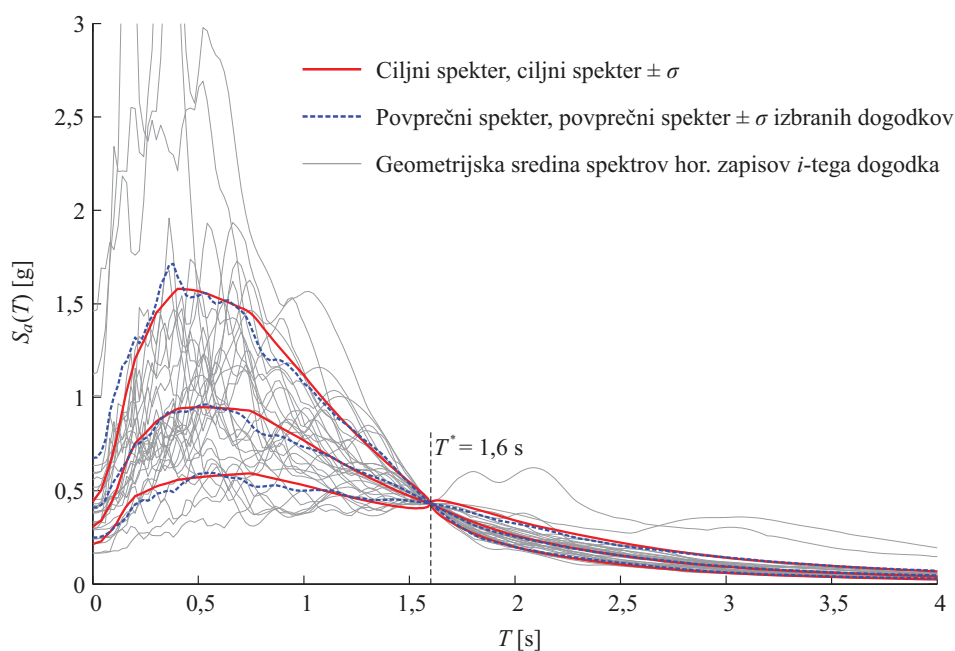 3
2,5
2
1,5
1
0,5
0
Sa(T) [g]
Ciljni spekter, ciljni spekter ± σ
Povprečni spekter, povprečni spekter ± σ izbranih dogodkov
Geometrijska sredina spektrov hor. zapisov i-tega dogodka
T* = 1,6 s
0 0,5 1 1,5 2 2,5 3 3,5 4
T [s]